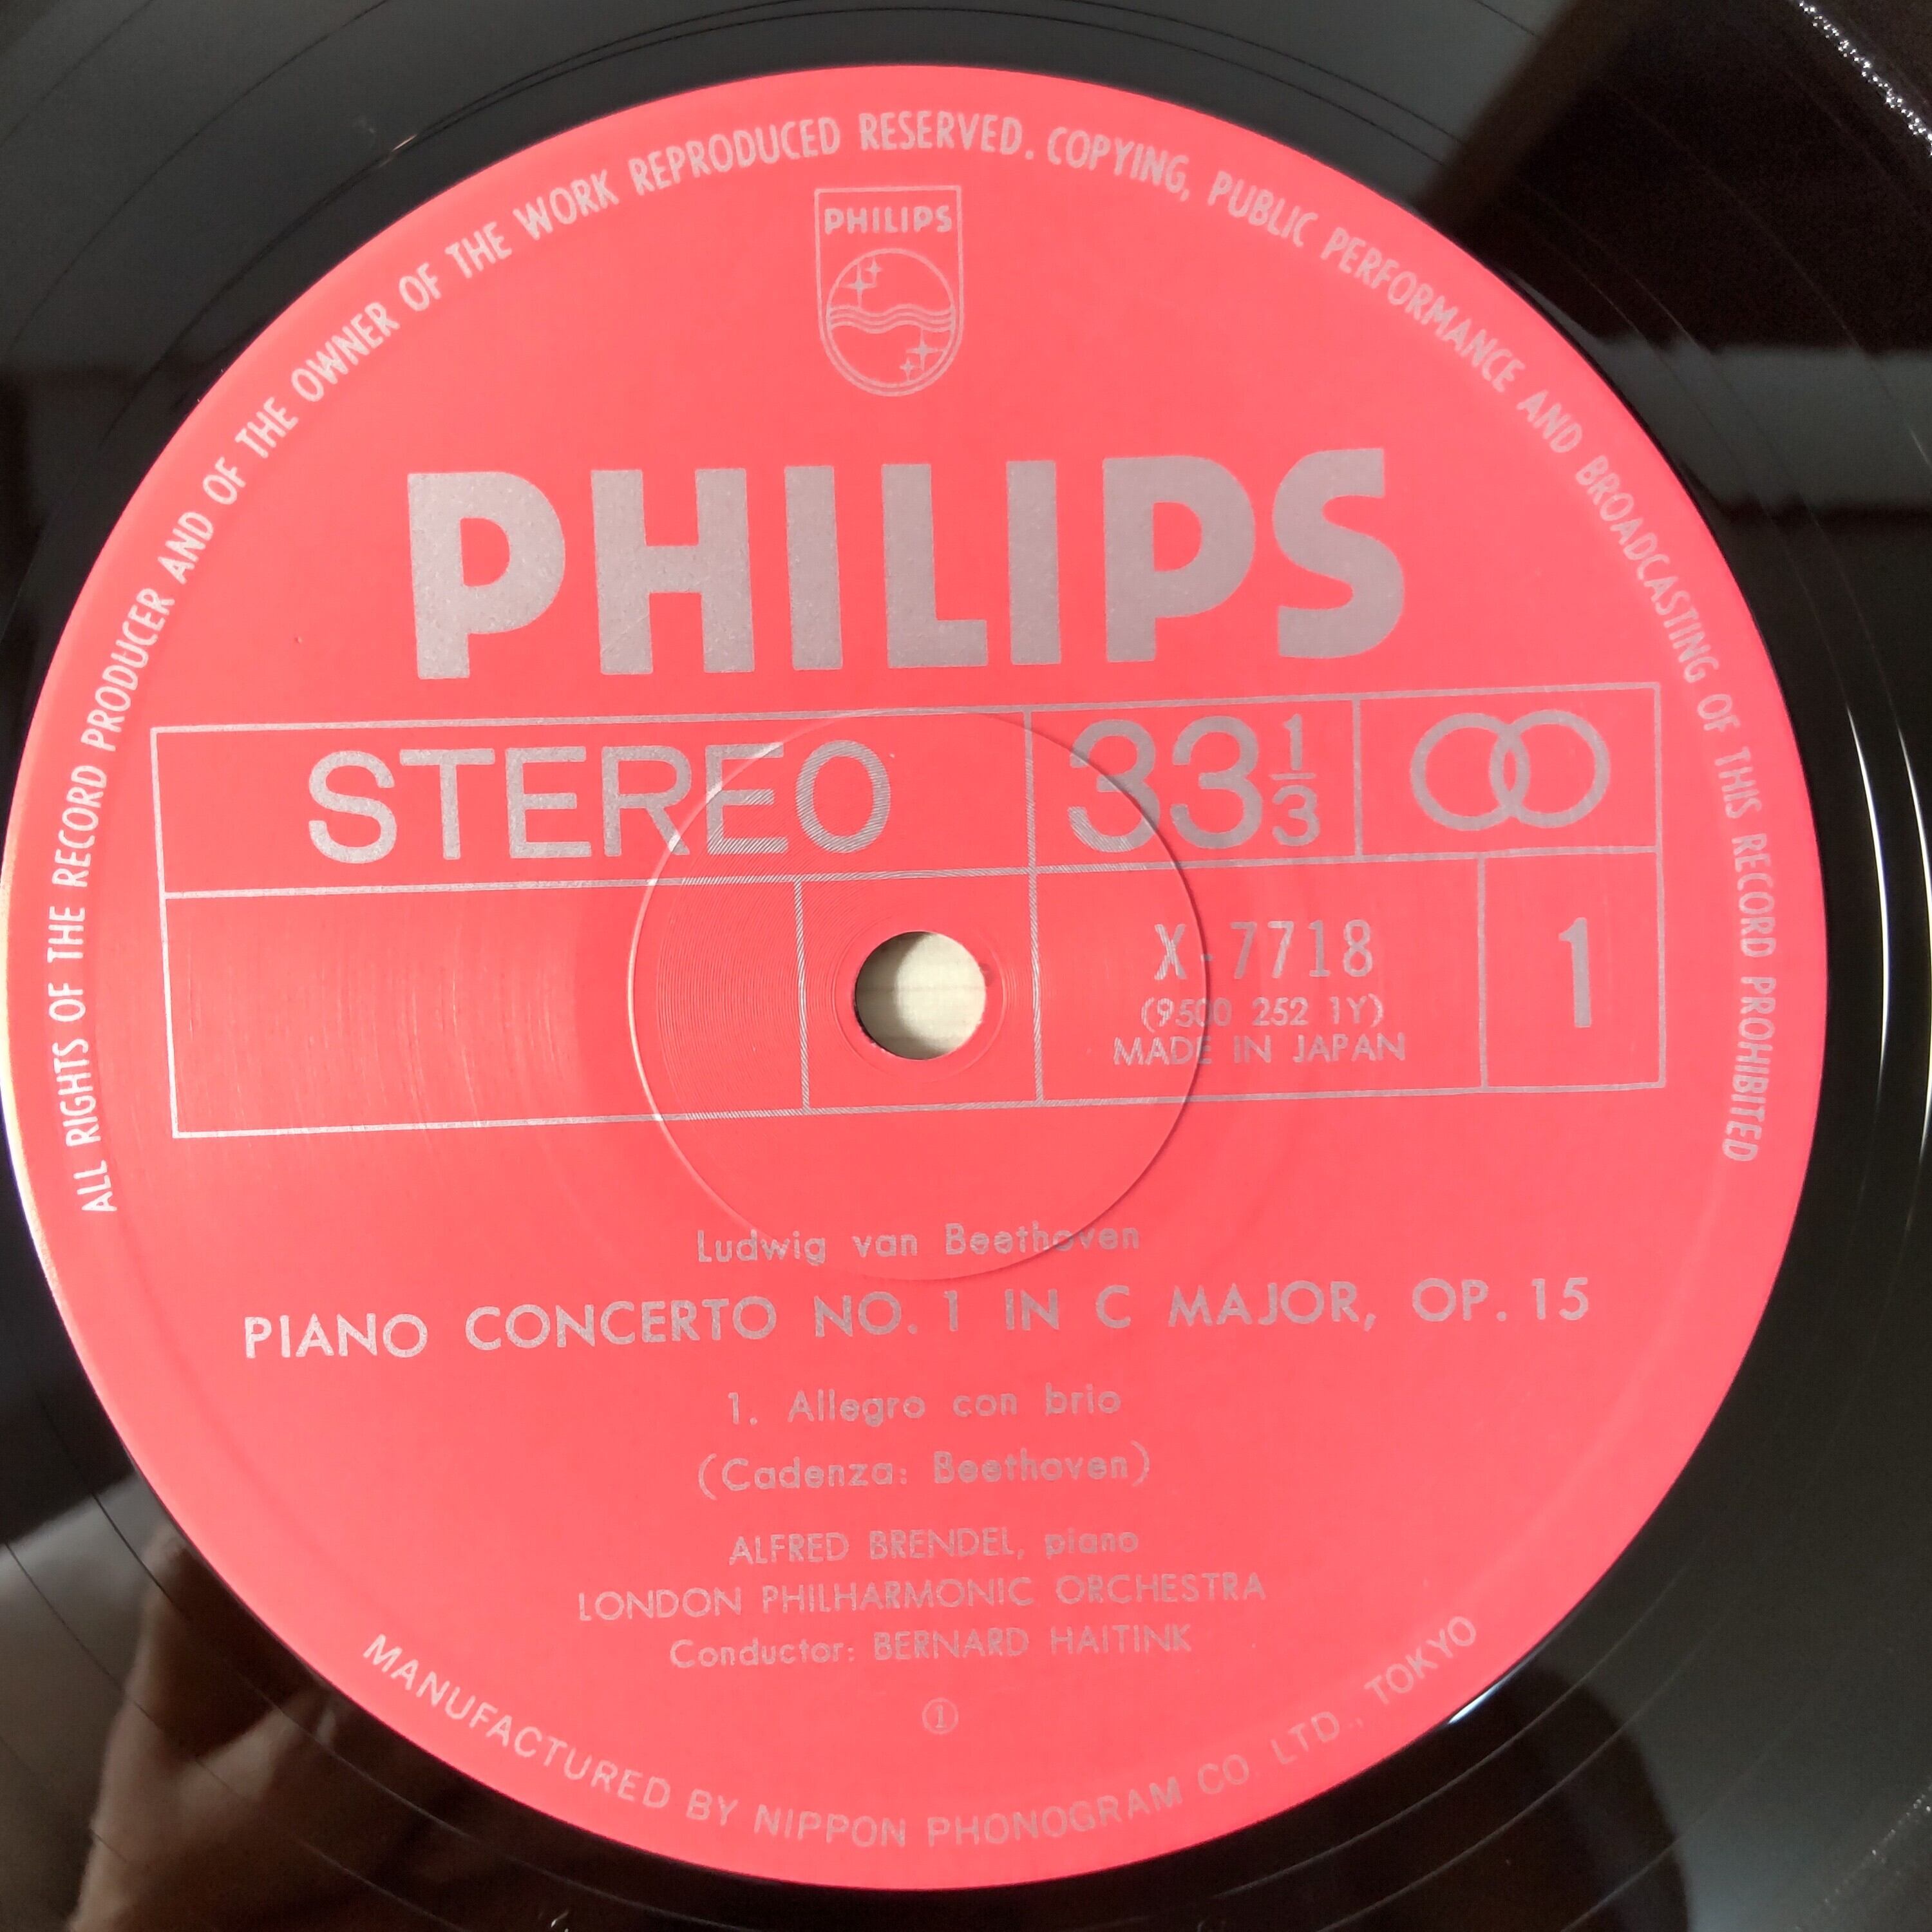 ALL RIGHTS OF THE RECORD PRODUCER AND OF THE OWNER OF THE WORK REPRODUCED RESERVED. COPYING, PUBLIC PERFORMANCE AND BROADCASTING OF THIS RECORD PROHIBITED
PHILIPS
PHILIPS
STEREO 33 1/3
X-7718 1
(9500 252 1Y)
MADE IN JAPAN
Ludwig van Beethoven
PIANO CONCERTO NO. 1 IN C MAJOR, OP. 15
1. Allegro con brio
(Cadenza: Beethoven)
ALFRED BRENDEL, piano
LONDON PHILHARMONIC ORCHESTRA
Conductor: BERNARD HAITINK
①
MANUFACTURED BY NIPPON PHONOGRAM CO. LTD., TOKYO